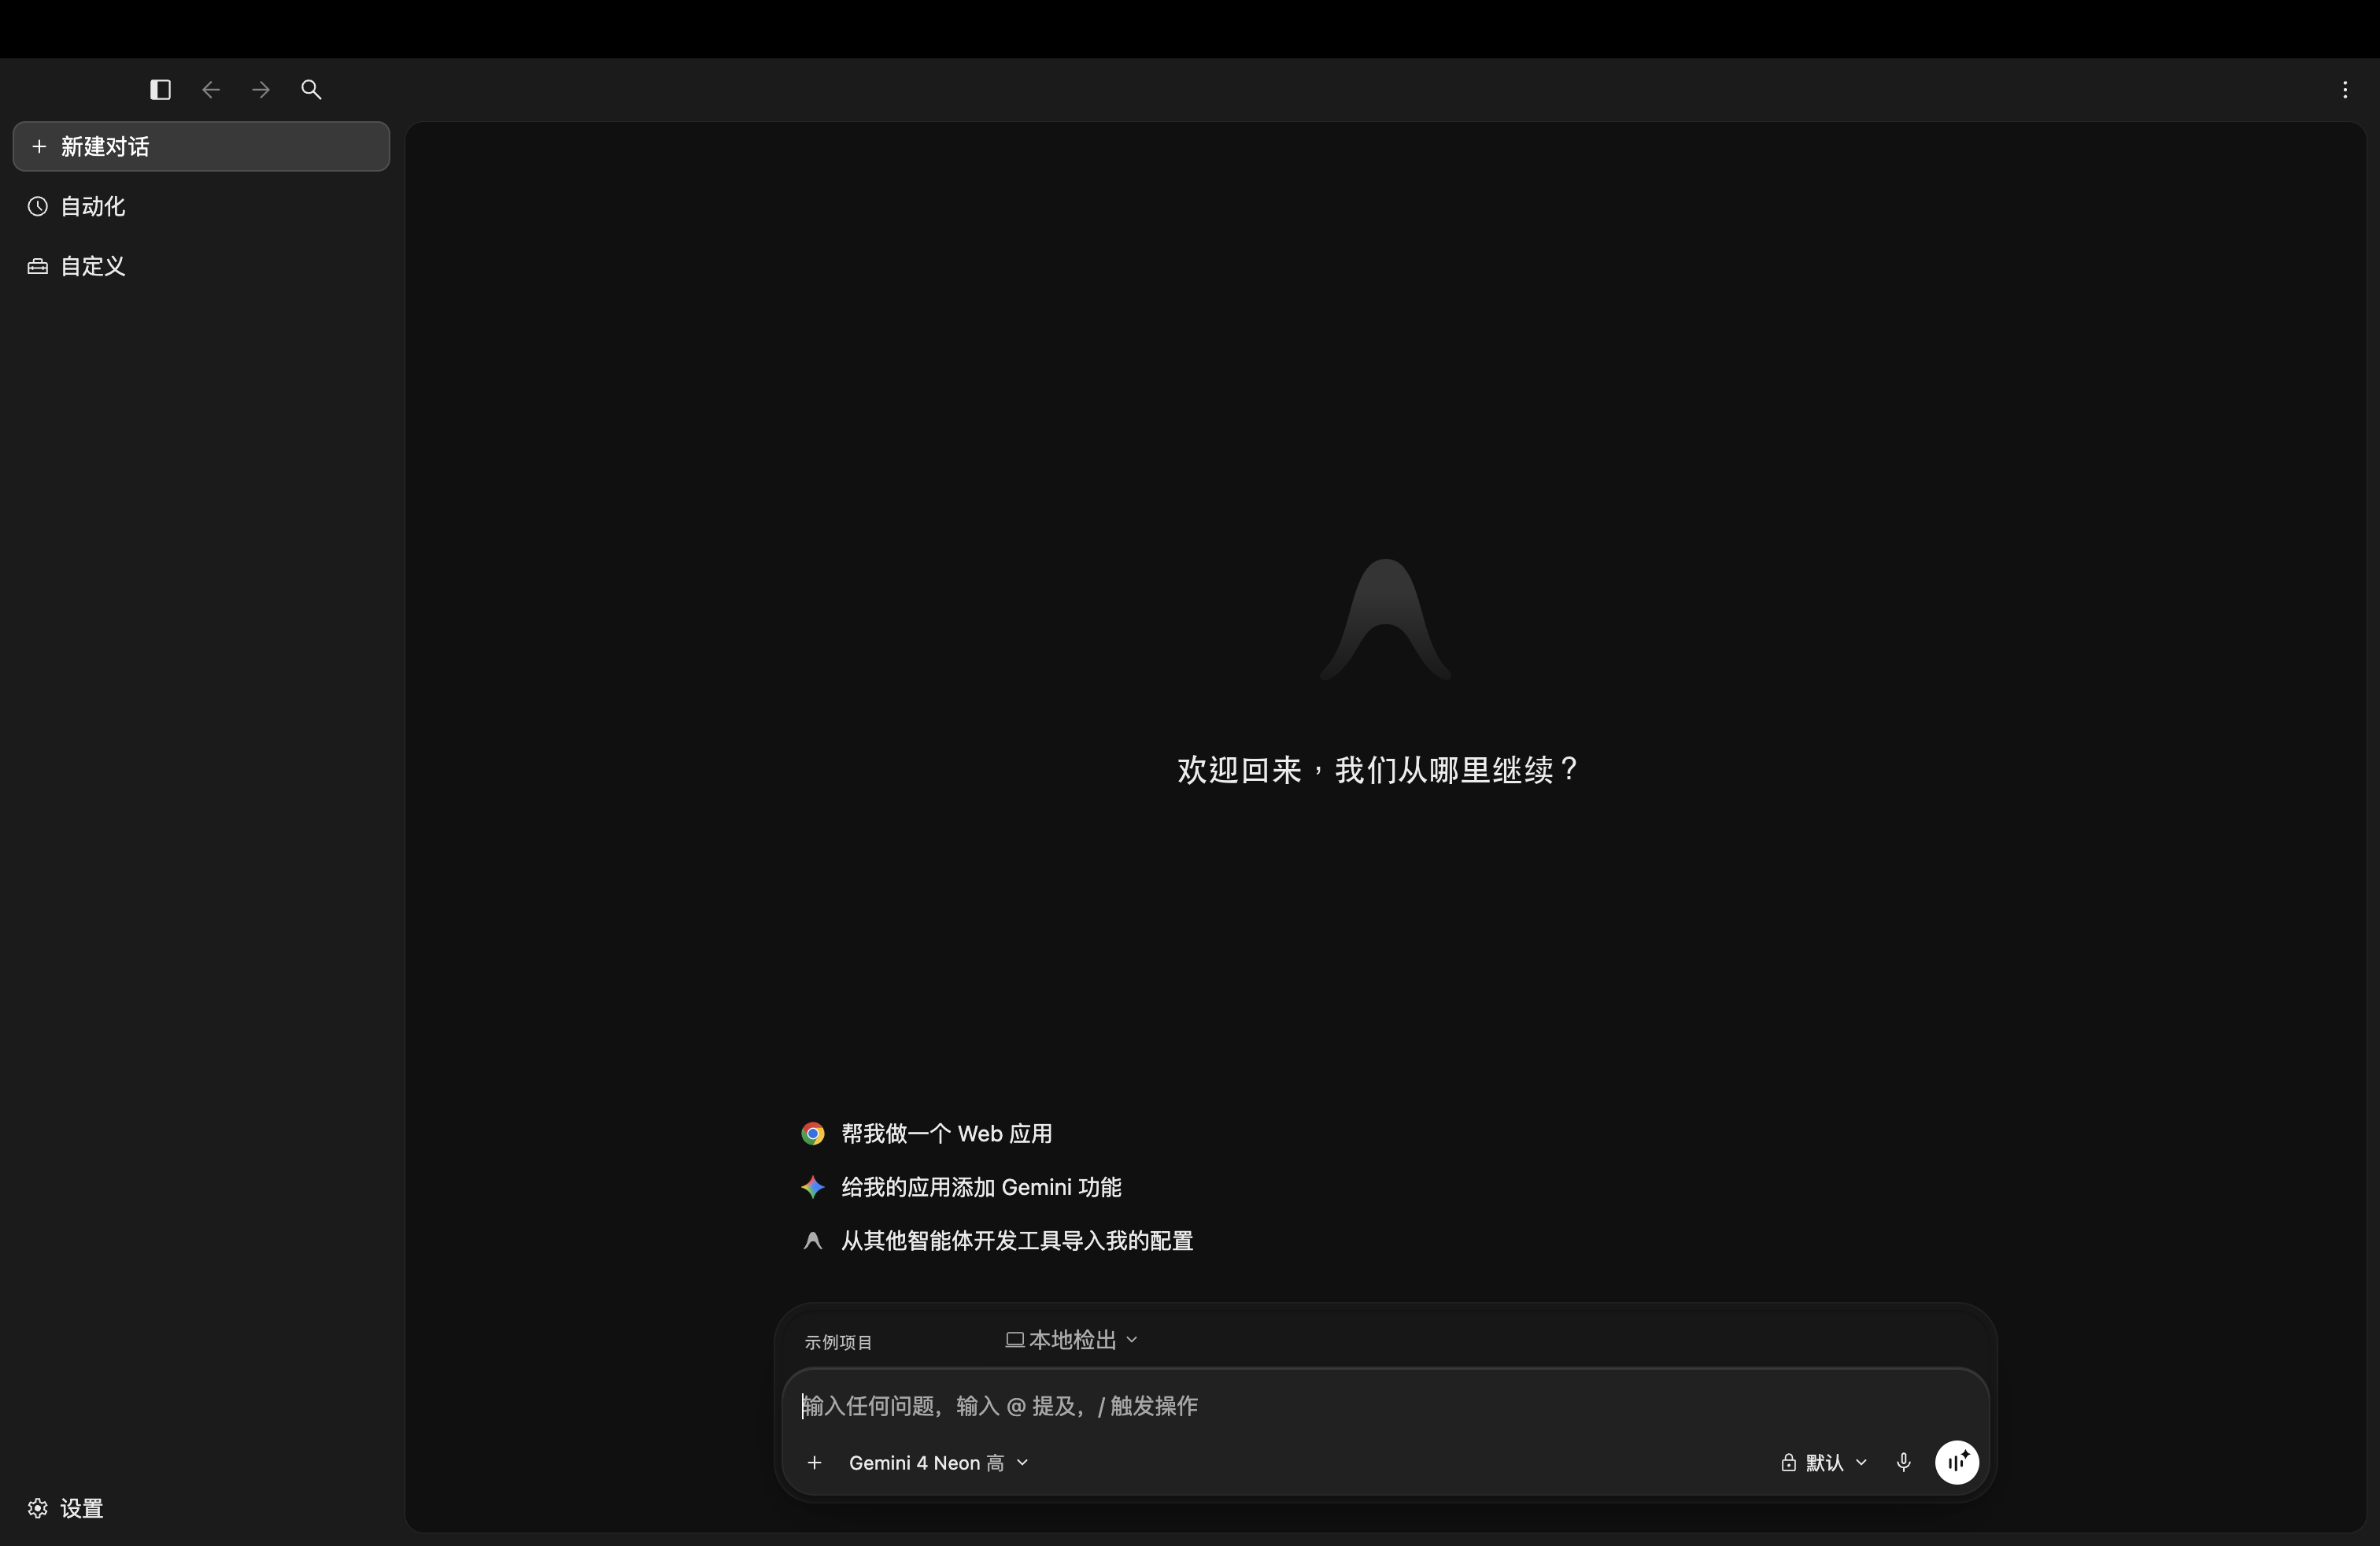 新建对话
自动化
自定义
欢迎回来，我们从哪里继续？
帮我做一个 Web 应用
给我的应用添加 Gemini 功能
从其他智能体开发工具导入我的配置
示例项目 本地检出
输入任何问题，输入 @ 提及，/ 触发操作
Gemini 4 Neon 高 默认
设置